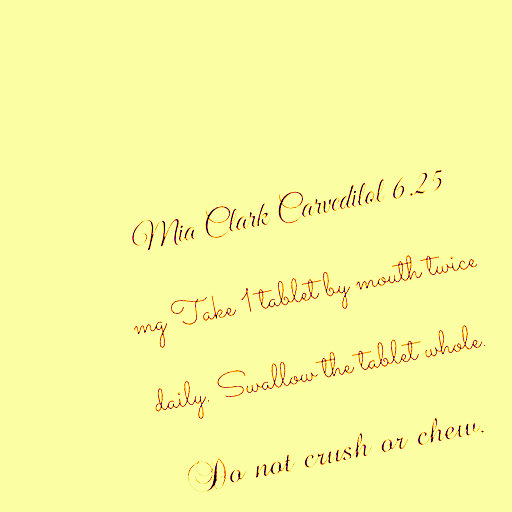 Mia Clark Carvedilol 6.25
mg Take 1 tablet by mouth twice
daily. Swallow the tablet whole.
Do not crush or chew.